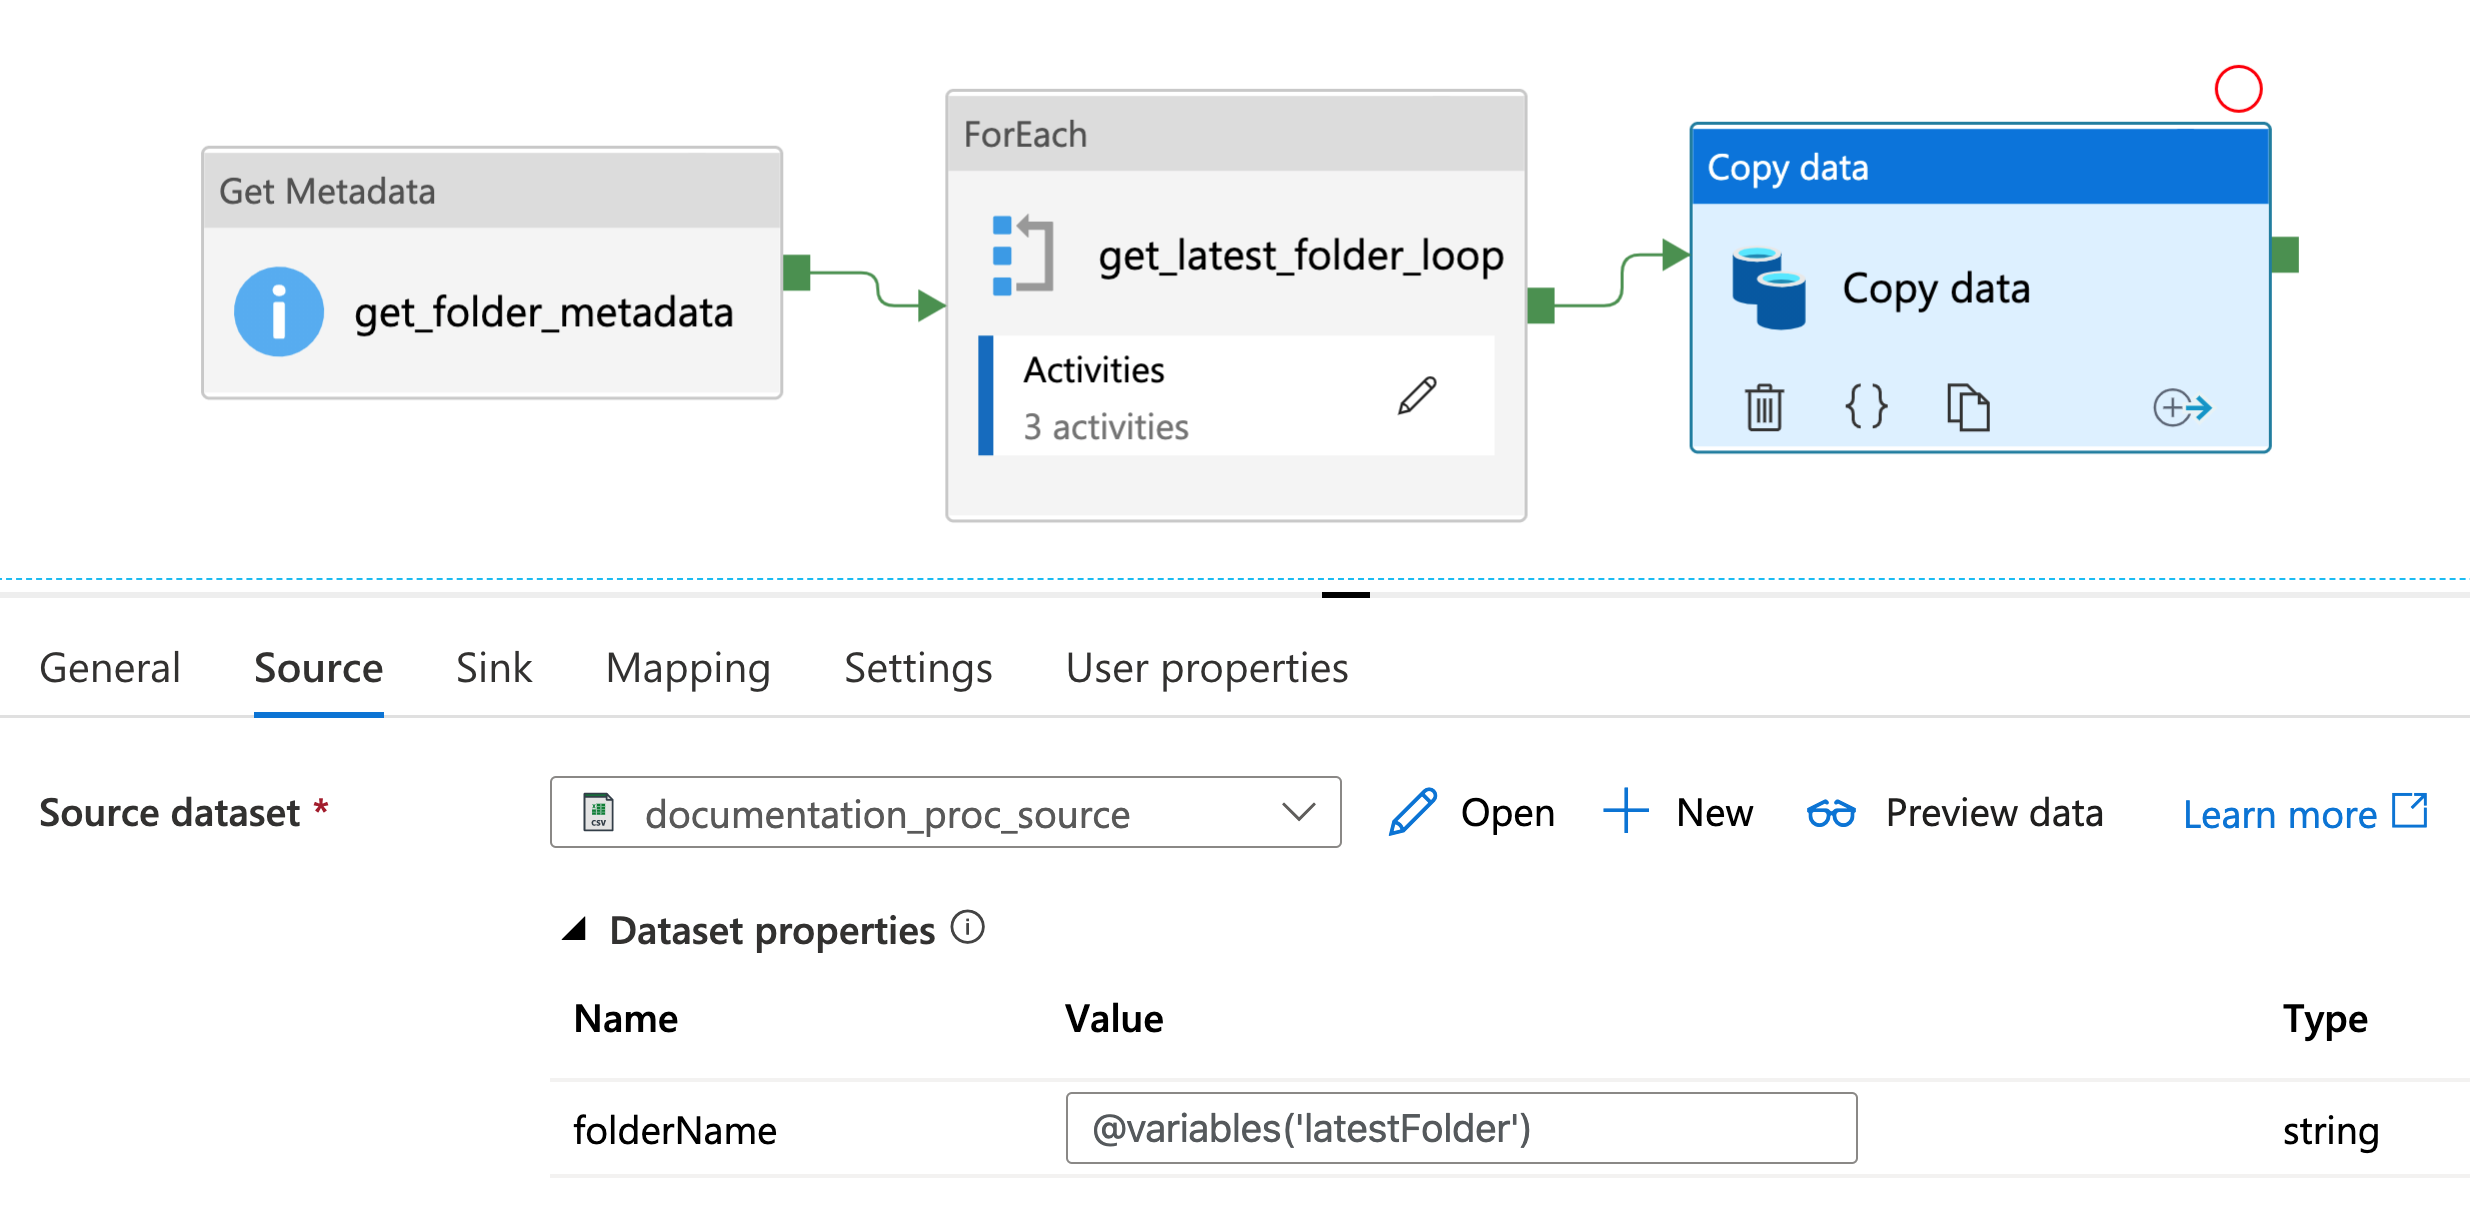 Get Metadata
get_folder_metadata
ForEach
get_latest_folder_loop
Activities
3 activities
Copy data
Copy data
General Source Sink Mapping Settings User properties
Source dataset * CSV documentation_proc_source Open New Preview data Learn more
Dataset properties
Name Value Type
folderName @variables('latestFolder') string